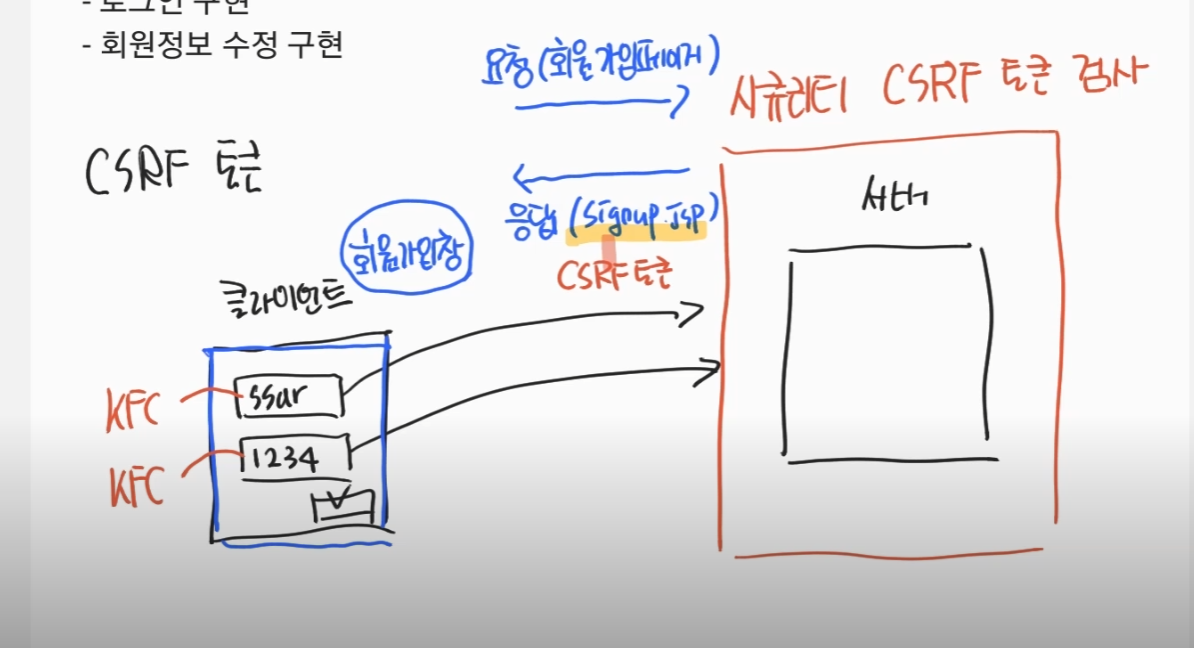 - 로그인 구현
- 회원정보 수정 구현
요청 (회원가입페이지)
시큐리티 CSRF 토큰 검사
CSRF 토큰
서버
응답 (signup.jsp)
회원가입창
CSRF 토큰
클라이언트
KFC
ssar
KFC
1234